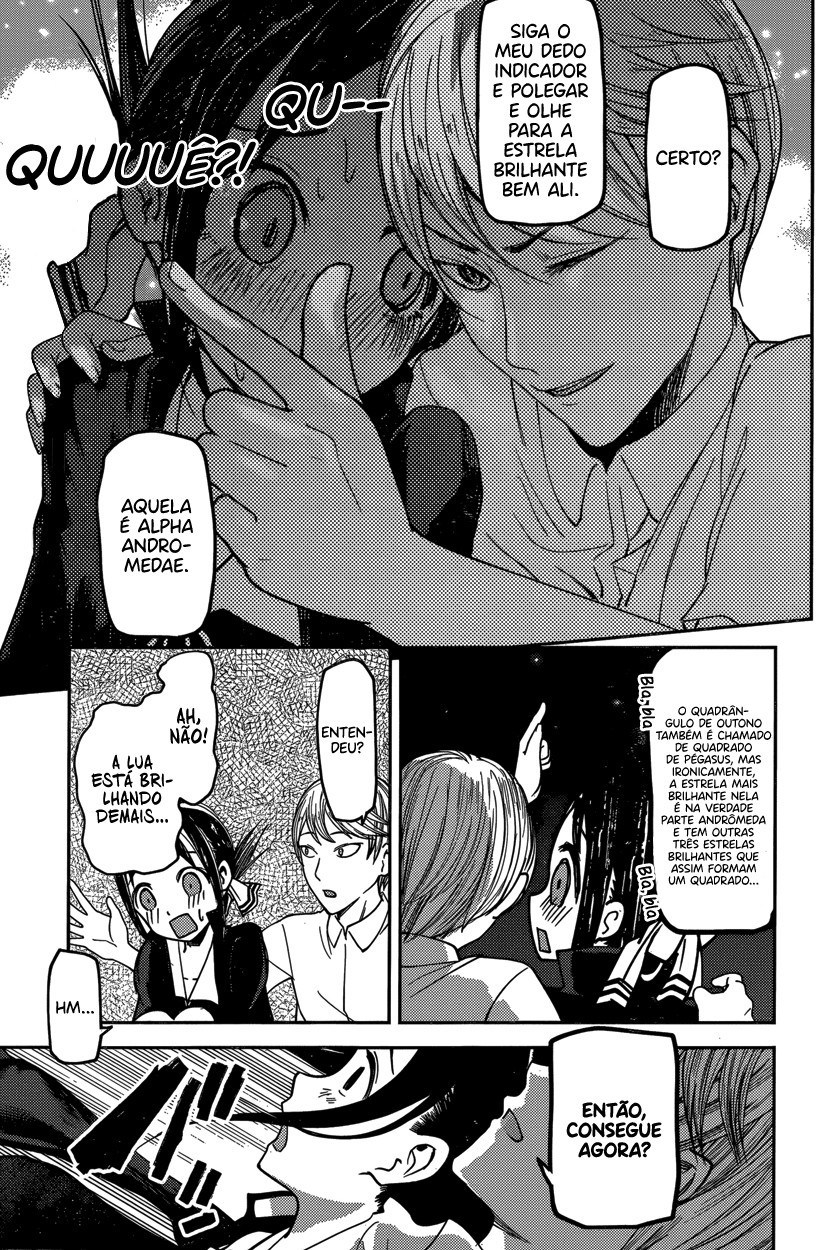 CERTO?
SIGA O
MEU DEDO
INDICADOR
E POLEGAR
E OLHE
PARA A
ESTRELA
BRILHANTE
BEM ALI.
QU--
QUUUUÊ?!
AQUELA
É ALPHA
ANDRO-
MEDAE.
Bla, bla
O QUADRÂN-
GULO DE OUTONO
TAMBÉM É CHAMADO
DE QUADRADO
DE PÉGASUS, MAS
IRONICAMENTE,
A ESTRELA MAIS
BRILHANTE NELA
É NA VERDADE
PARTE ANDRÔMEDA
E TEM OUTRAS
TRÊS ESTRELAS
BRILHANTES QUE
ASSIM FORMAM
UM QUADRADO...
Bla, bla
ENTEN-
DEU?
AH,
NÃO!
A LUA
ESTÁ BRI-
LHANDO
DEMAIS...
HM...
ENTÃO,
CONSEGUE
AGORA?